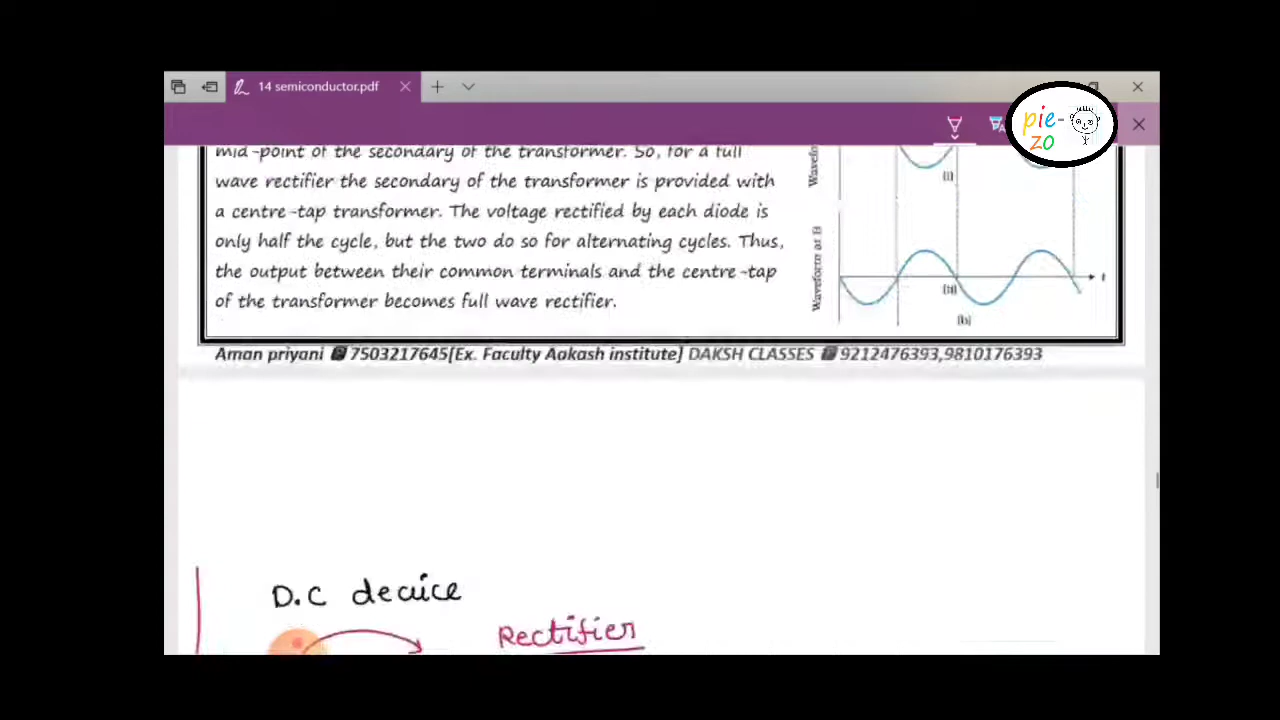 14 semiconductor.pdf
pie-
zo
mid-point of the secondary of the transformer. So, for a full
wave rectifier the secondary of the transformer is provided with
a centre-tap transformer. The voltage rectified by each diode is
only half the cycle, but the two do so for alternating cycles. Thus,
the output between their common terminals and the centre-tap
of the transformer becomes full wave rectifier.
(i)
Waveform at B
t
(b)
Aman priyani 7503217645[Ex. Faculty Aakash institute] DAKSH CLASSES 9212476393,9810176393
D.C device
Rectifier